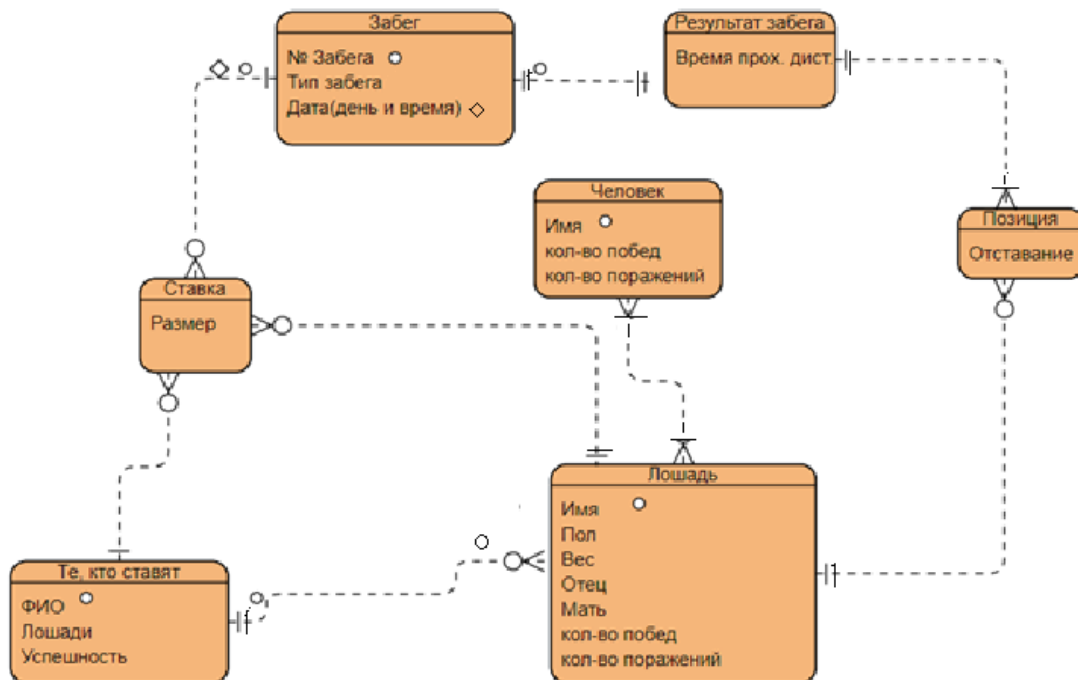 Забег
№ Забега
Тип забега
Дата(день и время)
Результат забега
Время прох. дист.
Человек
Имя
кол-во побед
кол-во поражений
Позиция
Отставание
Ставка
Размер
Те, кто ставят
ФИО
Лошади
Успешность
Лошадь
Имя
Пол
Вес
Отец
Мать
кол-во побед
кол-во поражений